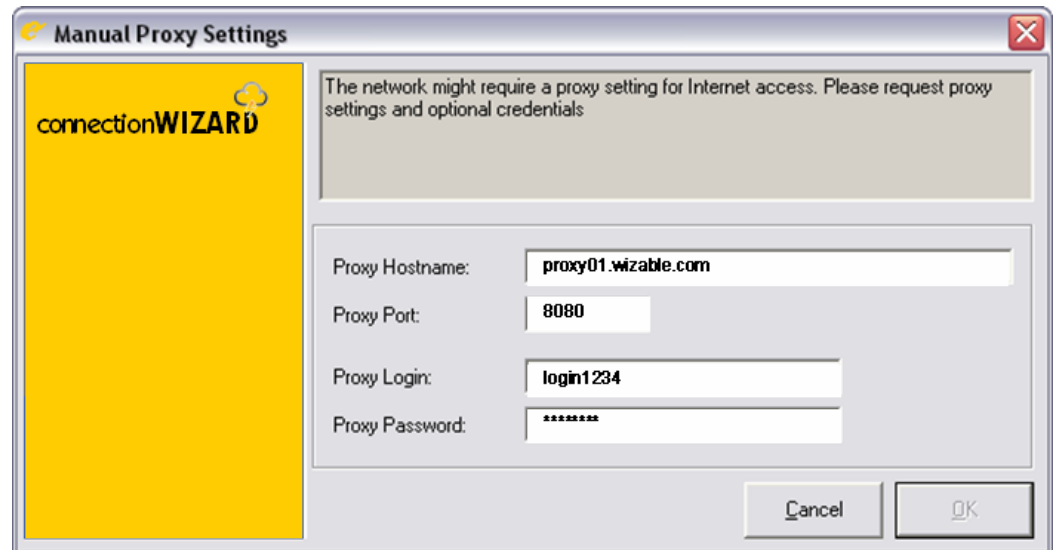 Manual Proxy Settings
connectionWIZARD
The network might require a proxy setting for Internet access. Please request proxy
settings and optional credentials
Proxy Hostname: proxy01.wizable.com
Proxy Port: 8080
Proxy Login: login1234
Proxy Password: ********
Cancel OK